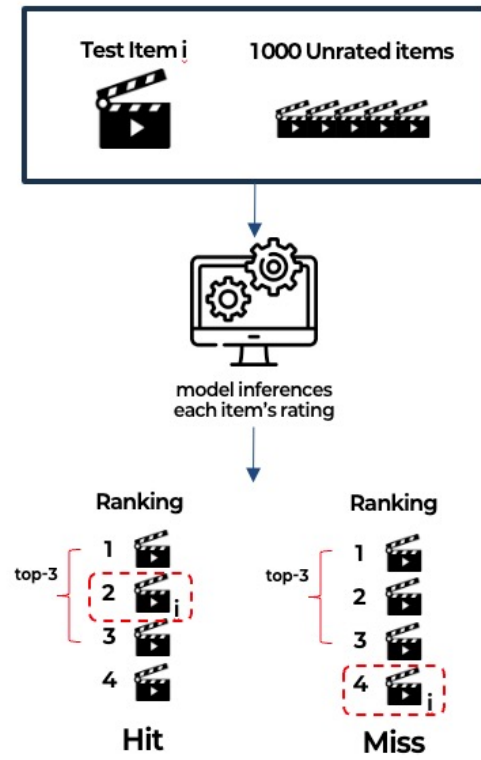 Test Item i
1000 Unrated items
model inferences
each item's rating
Ranking
1
top-3
2
i
3
4
Hit
Ranking
1
top-3
2
3
4
i
Miss